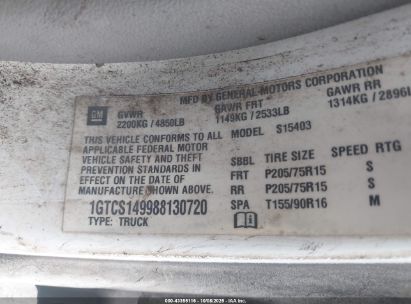 MFD BY GENERAL MOTORS CORPORATION
GM GVWR GAWR FRT GAWR RR
2200KG / 4850LB 1149KG / 2533LB 1314KG / 2896L
THIS VEHICLE CONFORMS TO ALL
APPLICABLE FEDERAL MOTOR
VEHICLE SAFETY AND THEFT
PREVENTION STANDARDS
IN EFFECT ON THE DATE OF
MANUFACTURE SHOWN ABOVE.
1GTCS149988130720
TYPE: TRUCK
MODEL S15403
SBBL TIRE SIZE SPEED RTG
FRT P205/75R15 S
RR P205/75R15 S
SPA T155/90R16 M